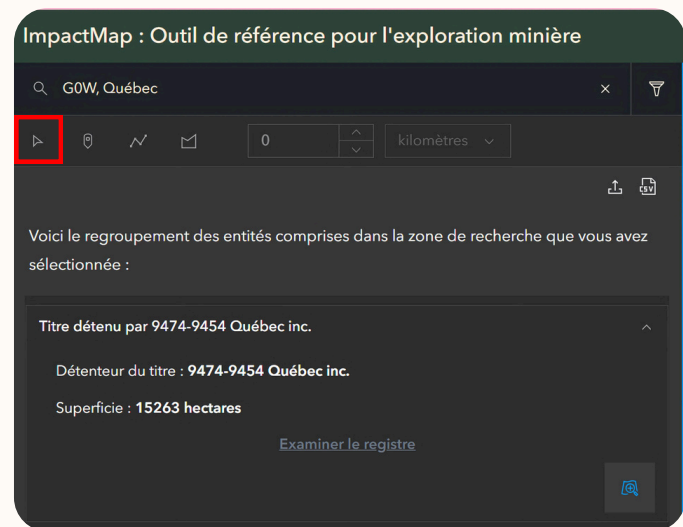 ImpactMap : Outil de référence pour l'exploration minière
G0W, Québec
0
kilomètres
CSV
Voici le regroupement des entités comprises dans la zone de recherche que vous avez
sélectionnée :
Titre détenu par 9474-9454 Québec inc.
Détenteur du titre : 9474-9454 Québec inc.
Superficie : 15263 hectares
Examiner le registre